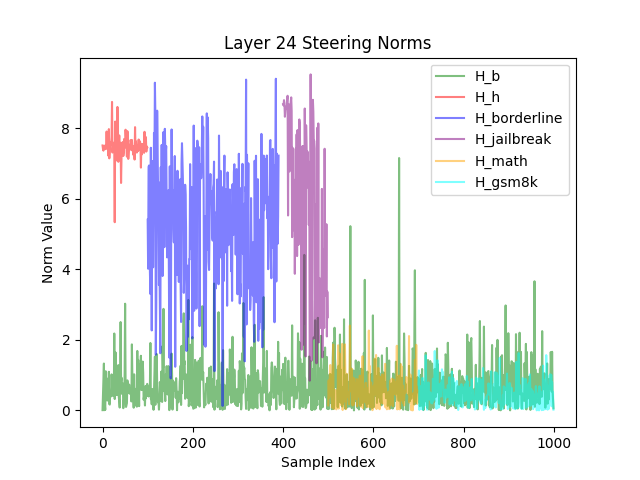 Layer 24 Steering Norms
H_b
H_h
H_borderline
H_jailbreak
H_math
H_gsm8k
Norm Value
8
6
4
2
0
0
200
400
600
800
1000
Sample Index